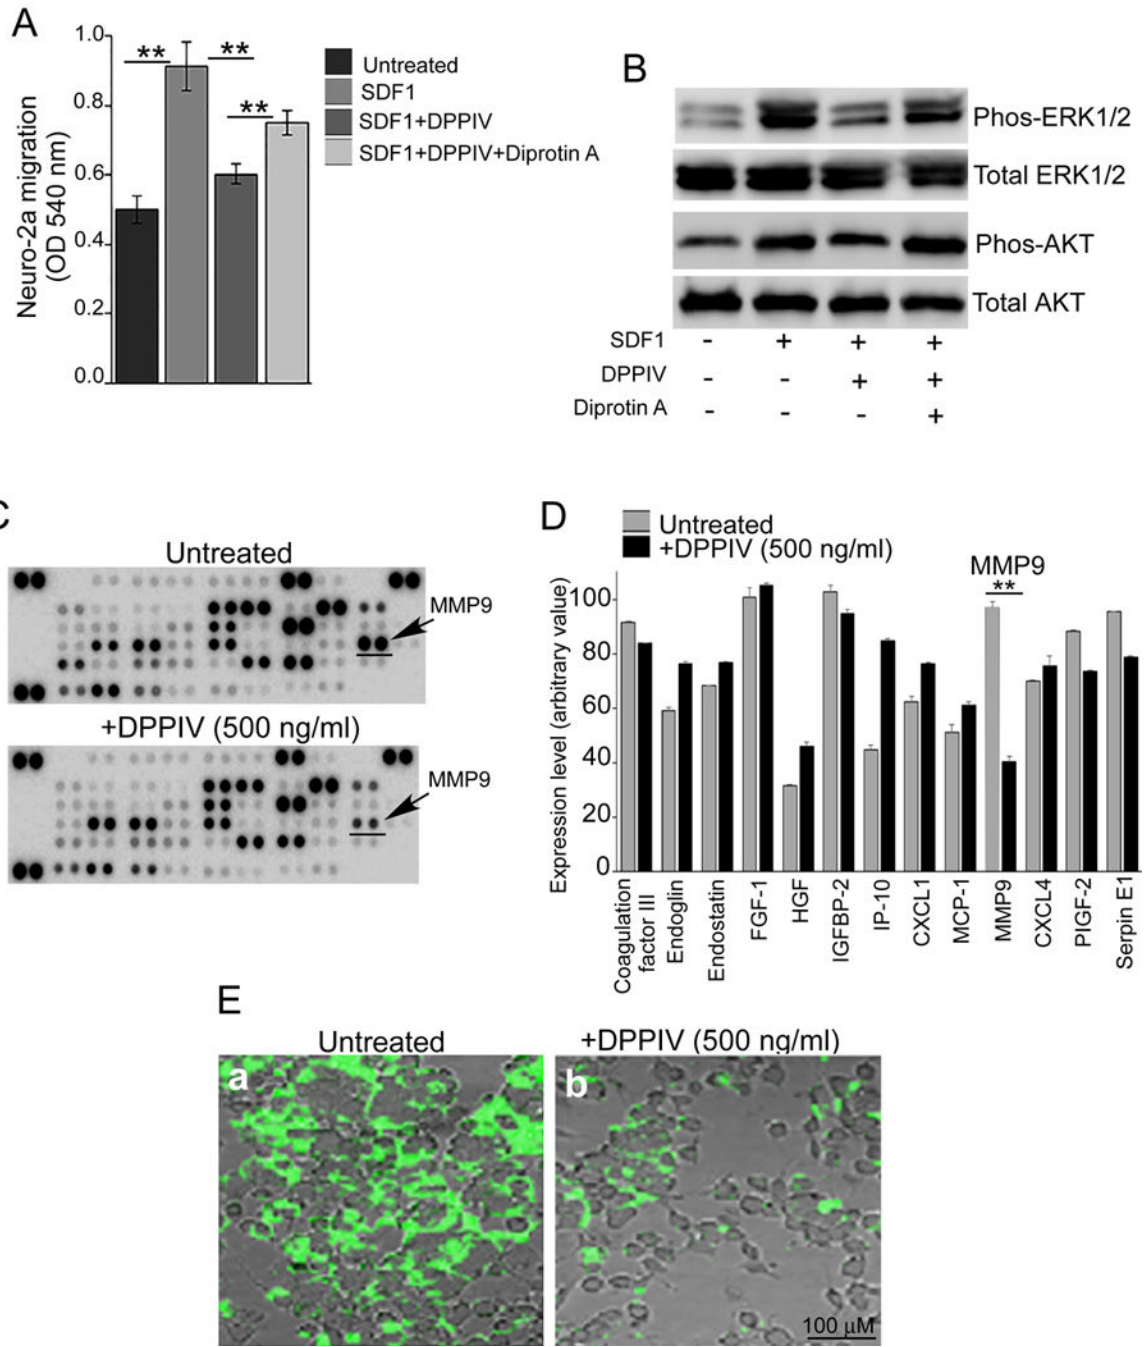 A
1.0
0.8
0.6
0.4
0.2
0.0
Neuro-2a migration
(OD 540 nm)
**
**
**
Untreated
SDF1
SDF1+DPPIV
SDF1+DPPIV+Diprotin A
B
Phos-ERK1/2
Total ERK1/2
Phos-AKT
Total AKT
SDF1 - + + +
DPPIV - - + +
Diprotin A - - - +
C
Untreated
MMP9
+DPPIV (500 ng/ml)
MMP9
D
Untreated
+DPPIV (500 ng/ml)
MMP9
**
Expression level (arbitrary value)
100
80
60
40
20
0
Coagulation
factor III
Endoglin
Endostatin
FGF-1
HGF
IGFBP-2
IP-10
CXCL1
MCP-1
MMP9
CXCL4
PIGF-2
Serpin E1
E
Untreated
+DPPIV (500 ng/ml)
a
b
100 µM